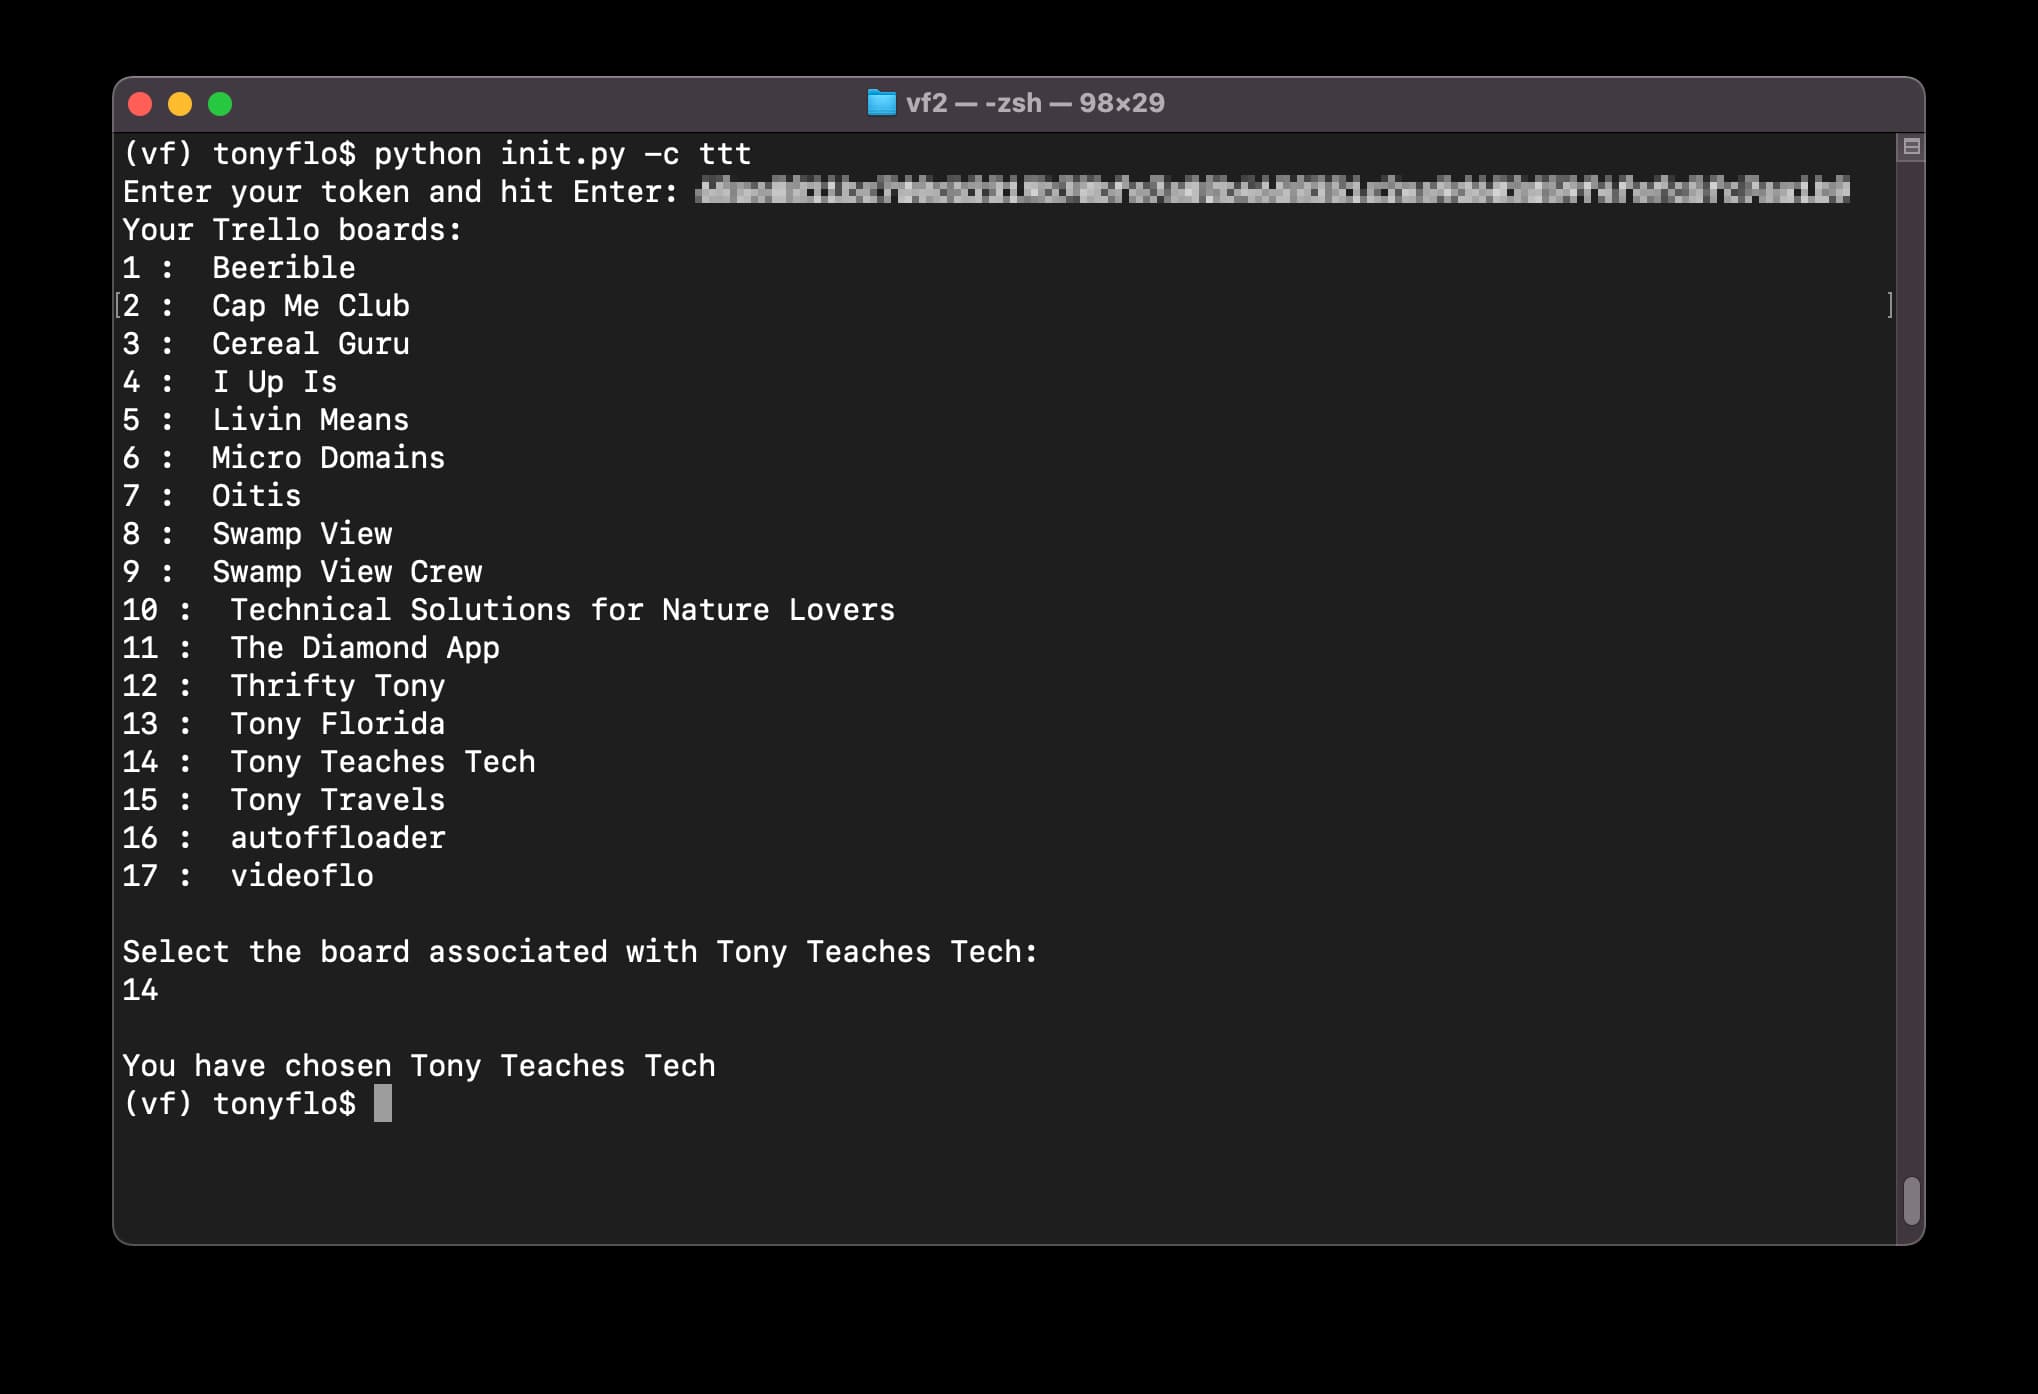 vf2 — -zsh — 98×29
(vf) tonyflo$ python init.py -c ttt
Enter your token and hit Enter:
Your Trello boards:
1 :  Beerible
[2 :  Cap Me Club ]
3 :  Cereal Guru
4 :  I Up Is
5 :  Livin Means
6 :  Micro Domains
7 :  Oitis
8 :  Swamp View
9 :  Swamp View Crew
10 :  Technical Solutions for Nature Lovers
11 :  The Diamond App
12 :  Thrifty Tony
13 :  Tony Florida
14 :  Tony Teaches Tech
15 :  Tony Travels
16 :  autoffloader
17 :  videoflo
Select the board associated with Tony Teaches Tech:
14
You have chosen Tony Teaches Tech
(vf) tonyflo$